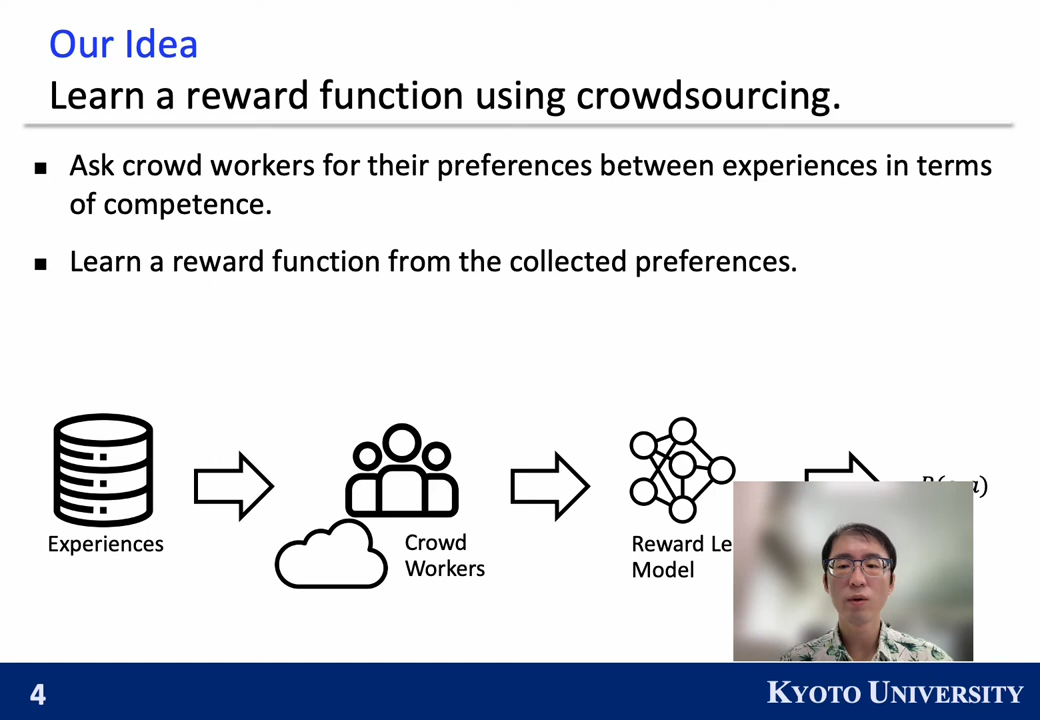 Our Idea
Learn a reward function using crowdsourcing.
Ask crowd workers for their preferences between experiences in terms
of competence.
Learn a reward function from the collected preferences.
Experiences
Crowd
Workers
Reward Le
Model
4
KYOTO UNIVERSITY